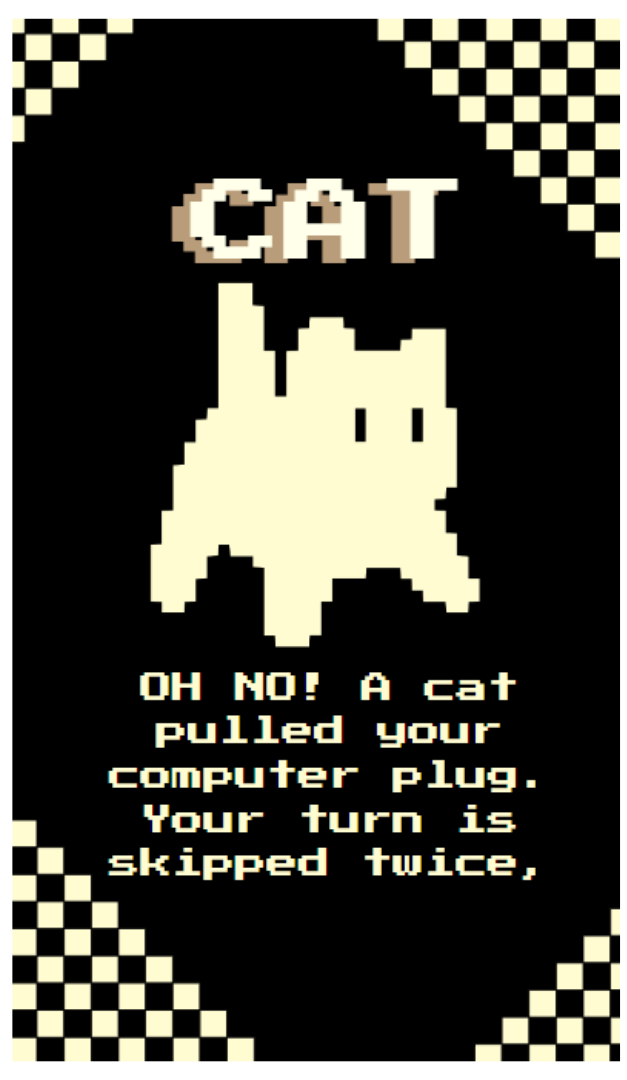 CAT
OH NO! A cat
pulled your
computer plug.
Your turn is
skipped twice,